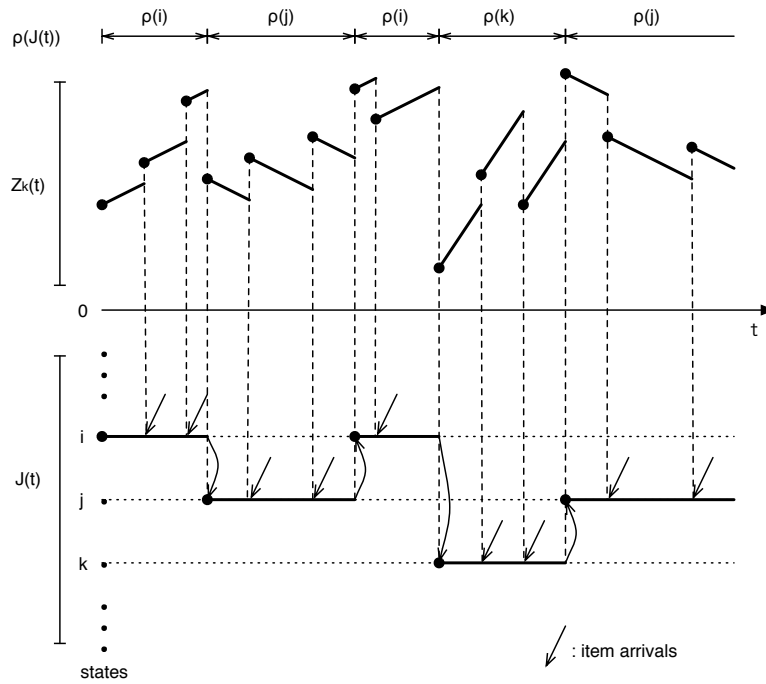 ρ(i) ρ(j) ρ(i) ρ(k) ρ(j)
ρ(J(t))
Zk(t)
0
t
i
J(t)
j
k
: item arrivals
states